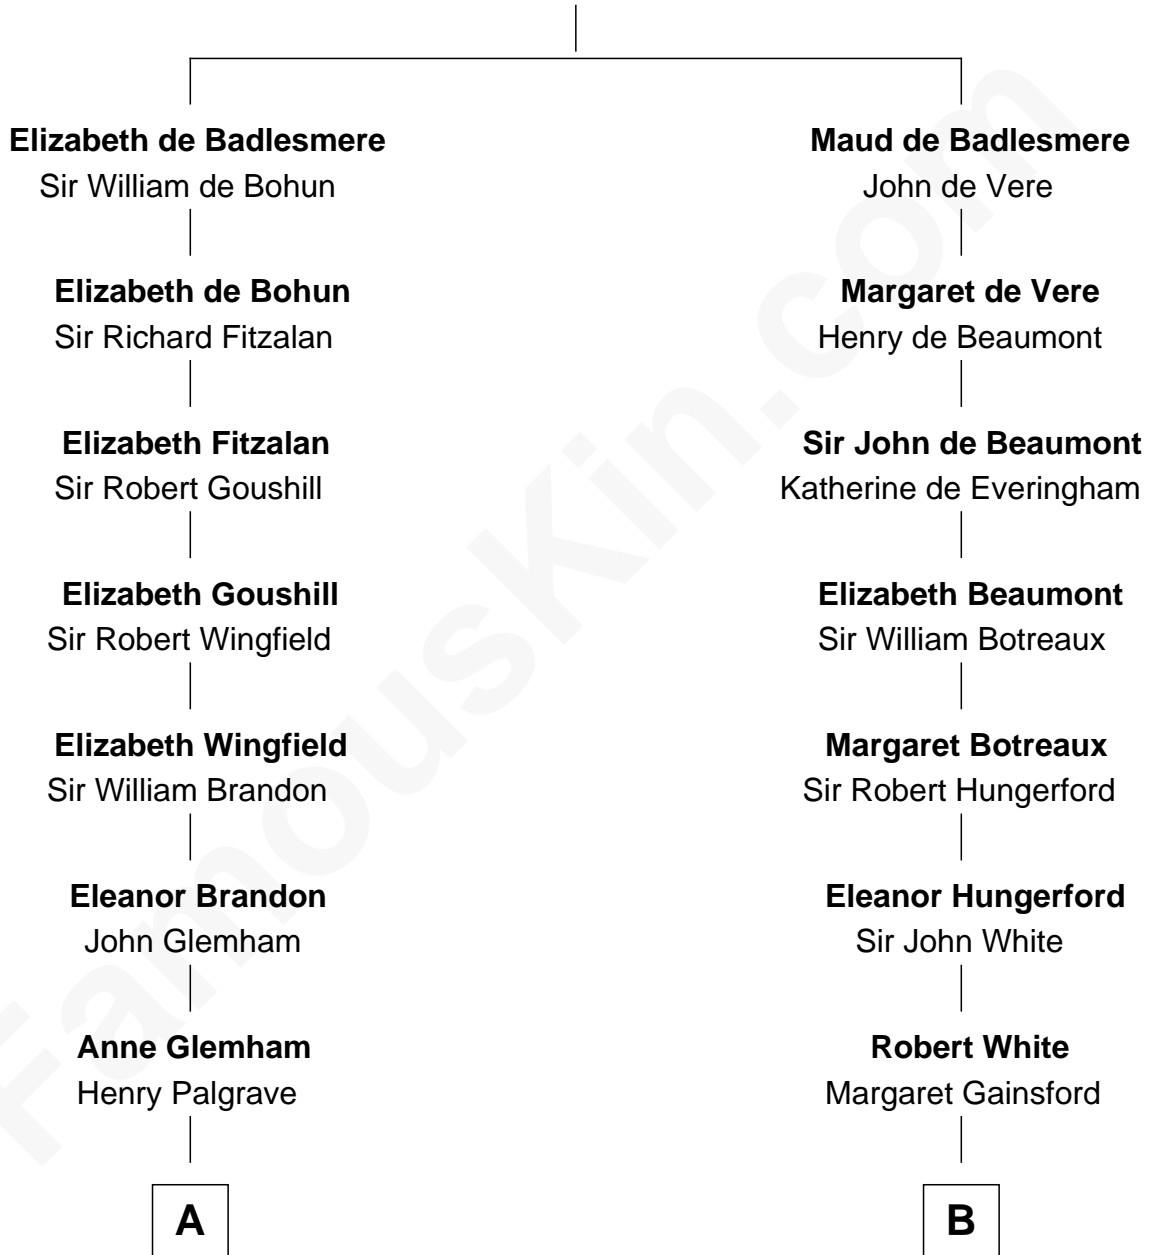 Elizabeth de Badlesmere
Sir William de Bohun
Elizabeth de Bohun
Sir Richard Fitzalan
Elizabeth Fitzalan
Sir Robert Goushill
Elizabeth Goushill
Sir Robert Wingfield
Elizabeth Wingfield
Sir William Brandon
Eleanor Brandon
John Glemham
Anne Glemham
Henry Palgrave
A
Maud de Badlesmere
John de Vere
Margaret de Vere
Henry de Beaumont
Sir John de Beaumont
Katherine de Everingham
Elizabeth Beaumont
Sir William Botreaux
Margaret Botreaux
Sir Robert Hungerford
Eleanor Hungerford
Sir John White
Robert White
Margaret Gainsford
B
FamousKin.com